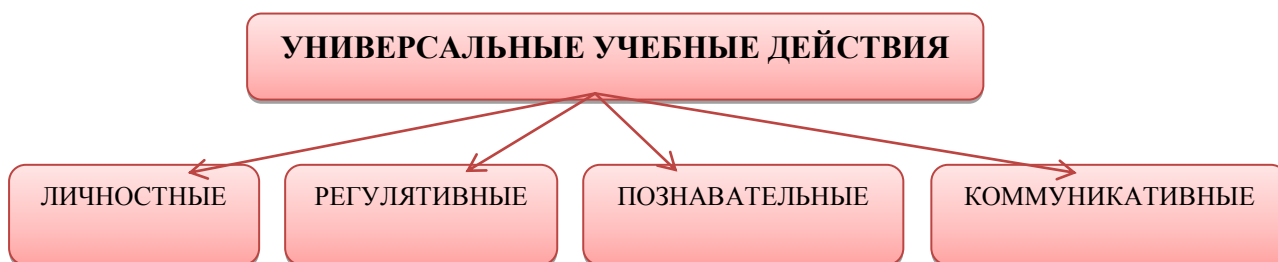 УНИВЕРСАЛЬНЫЕ УЧЕБНЫЕ ДЕЙСТВИЯ
ЛИЧНОСТНЫЕ
РЕГУЛЯТИВНЫЕ
ПОЗНАВАТЕЛЬНЫЕ
КОММУНИКАТИВНЫЕ